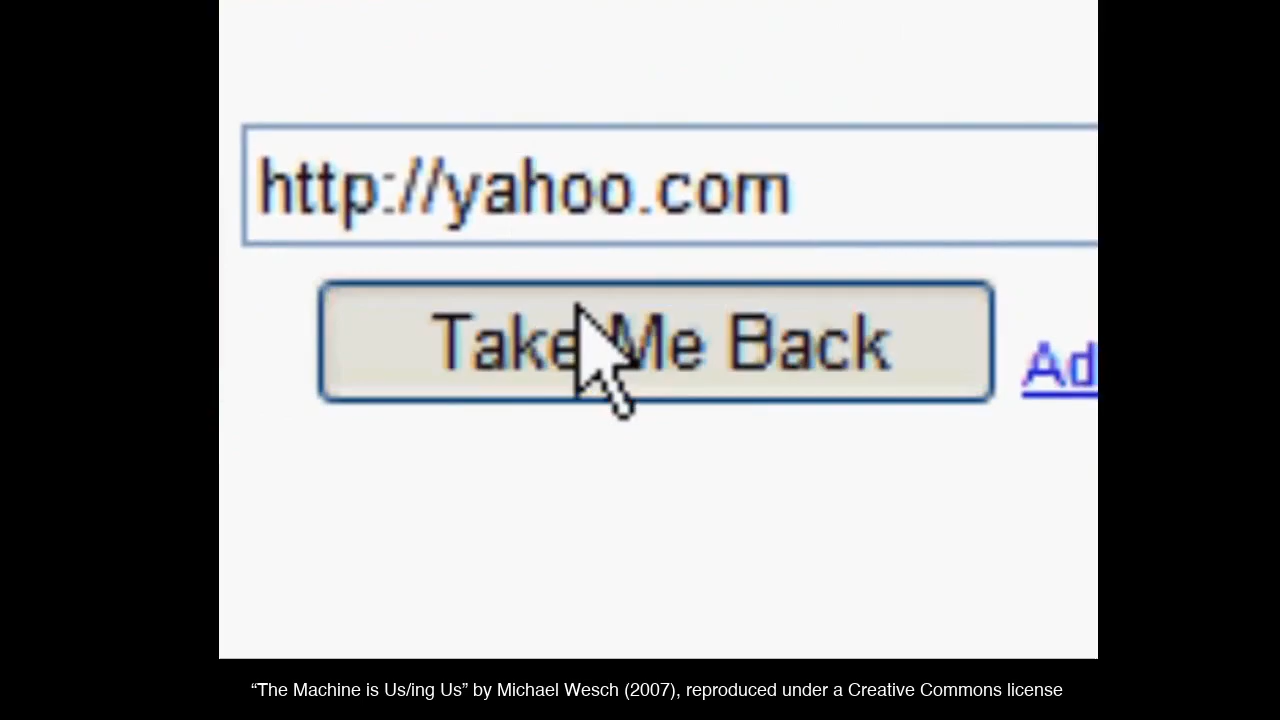 http://yahoo.com
Take Me Back
Ad
“The Machine is Us/ing Us” by Michael Wesch (2007), reproduced under a Creative Commons license